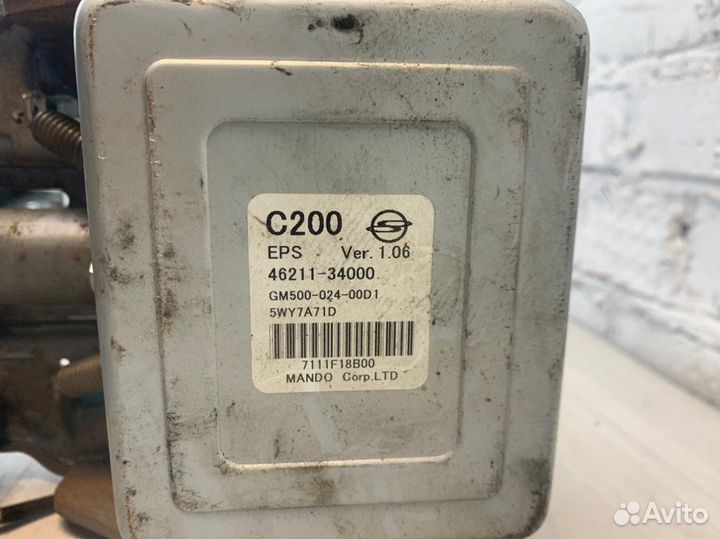 C200
EPS Ver. 1.06
46211-34000
GM500-024-00D1
5WY7A71D
7111F18B00
MANDO Corp.LTD
Avito